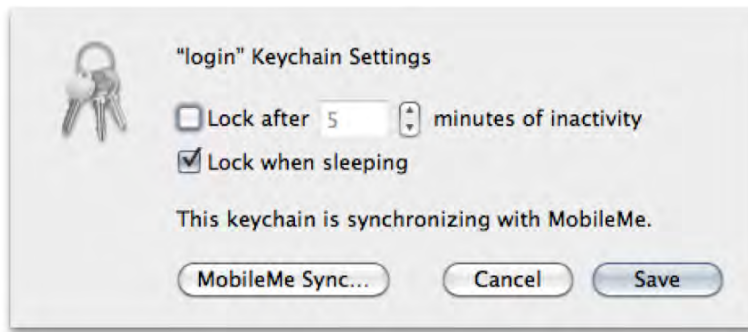 “login” Keychain Settings
Lock after 5 minutes of inactivity
Lock when sleeping
This keychain is synchronizing with MobileMe.
MobileMe Sync... Cancel Save